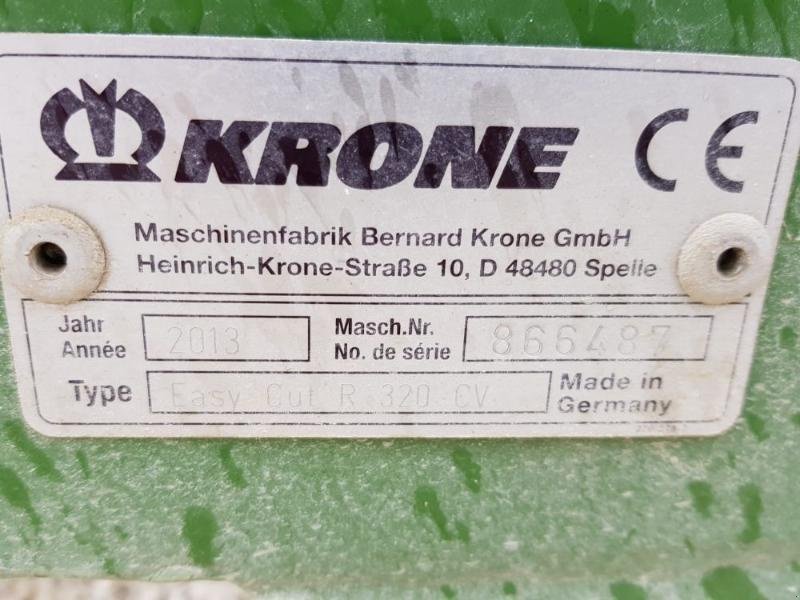 KRONE CE
Maschinenfabrik Bernard Krone GmbH
Heinrich-Krone-Straße 10, D 48480 Spelle
Jahr
Année
2013
Masch.Nr.
No. de série
866487
Type
Easy Cut R 320 CV
Made in
Germany